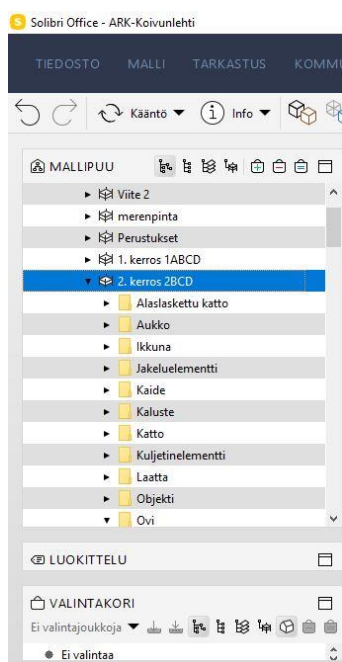 Solibri Office - ARK-Koivunlehti
TIEDOSTO MALLI TARKASTUS KOMMU
Kääntö Info
MALLIPUU
Viite 2
merenpinta
Perustukset
1. kerros 1ABCD
2. kerros 2BCD
Alaslaskettu katto
Aukko
Ikkuna
Jakeluelementti
Kaide
Kaluste
Katto
Kuljetinelementti
Laatta
Objekti
Ovi
LUOKITTELU
VALINTAKORI
Ei valintajoukkoja
Ei valintaa